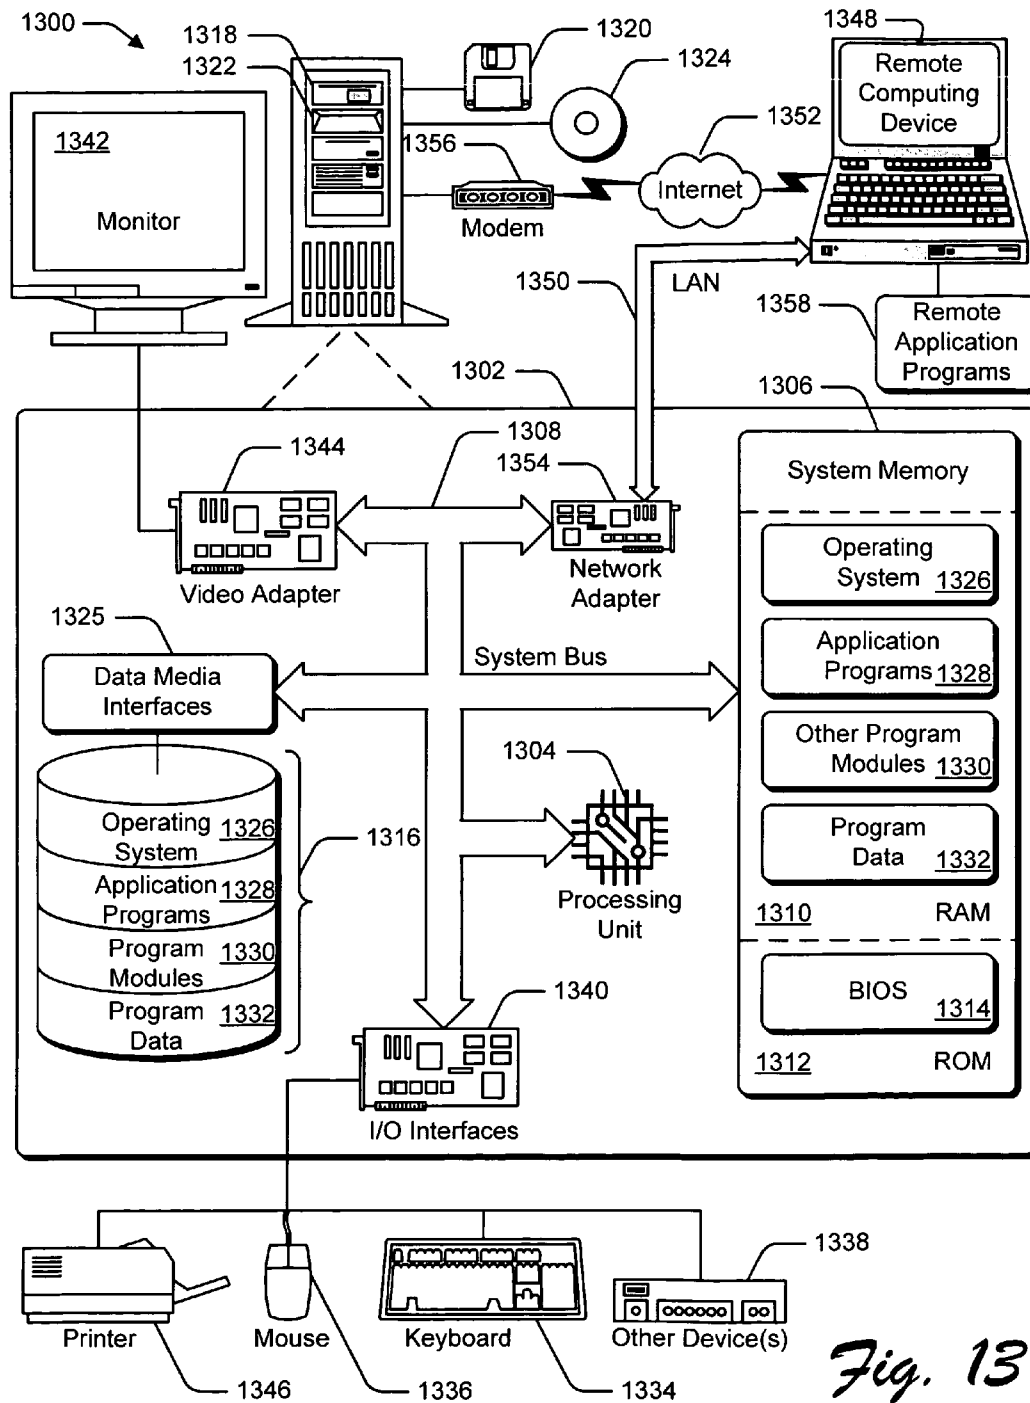 1300
1318
1322
1320
1324
1348
Remote
Computing
Device
1342
Monitor
1356
Modem
1352
Internet
1350
LAN
1358
Remote
Application
Programs
1302
1306
1344
1308
1354
Video Adapter
Network
Adapter
System Memory
Operating
System 1326
Application
Programs 1328
Other Program
Modules 1330
Program
Data 1332
1310 RAM
BIOS 1314
1312 ROM
1325
Data Media
Interfaces
System Bus
1304
Processing
Unit
Operating
System 1326
Application
Programs 1328
Program
Modules 1330
Program
Data 1332
1316
1340
I/O Interfaces
1338
Printer
Mouse
Keyboard
Other Device(s)
1346
1336
1334
Fig. 13